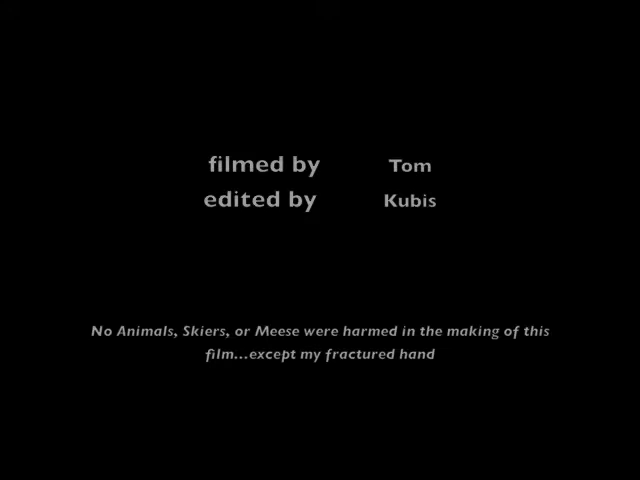 filmed by Tom
edited by Kubis
No Animals, Skiers, or Meese were harmed in the making of this
film...except my fractured hand